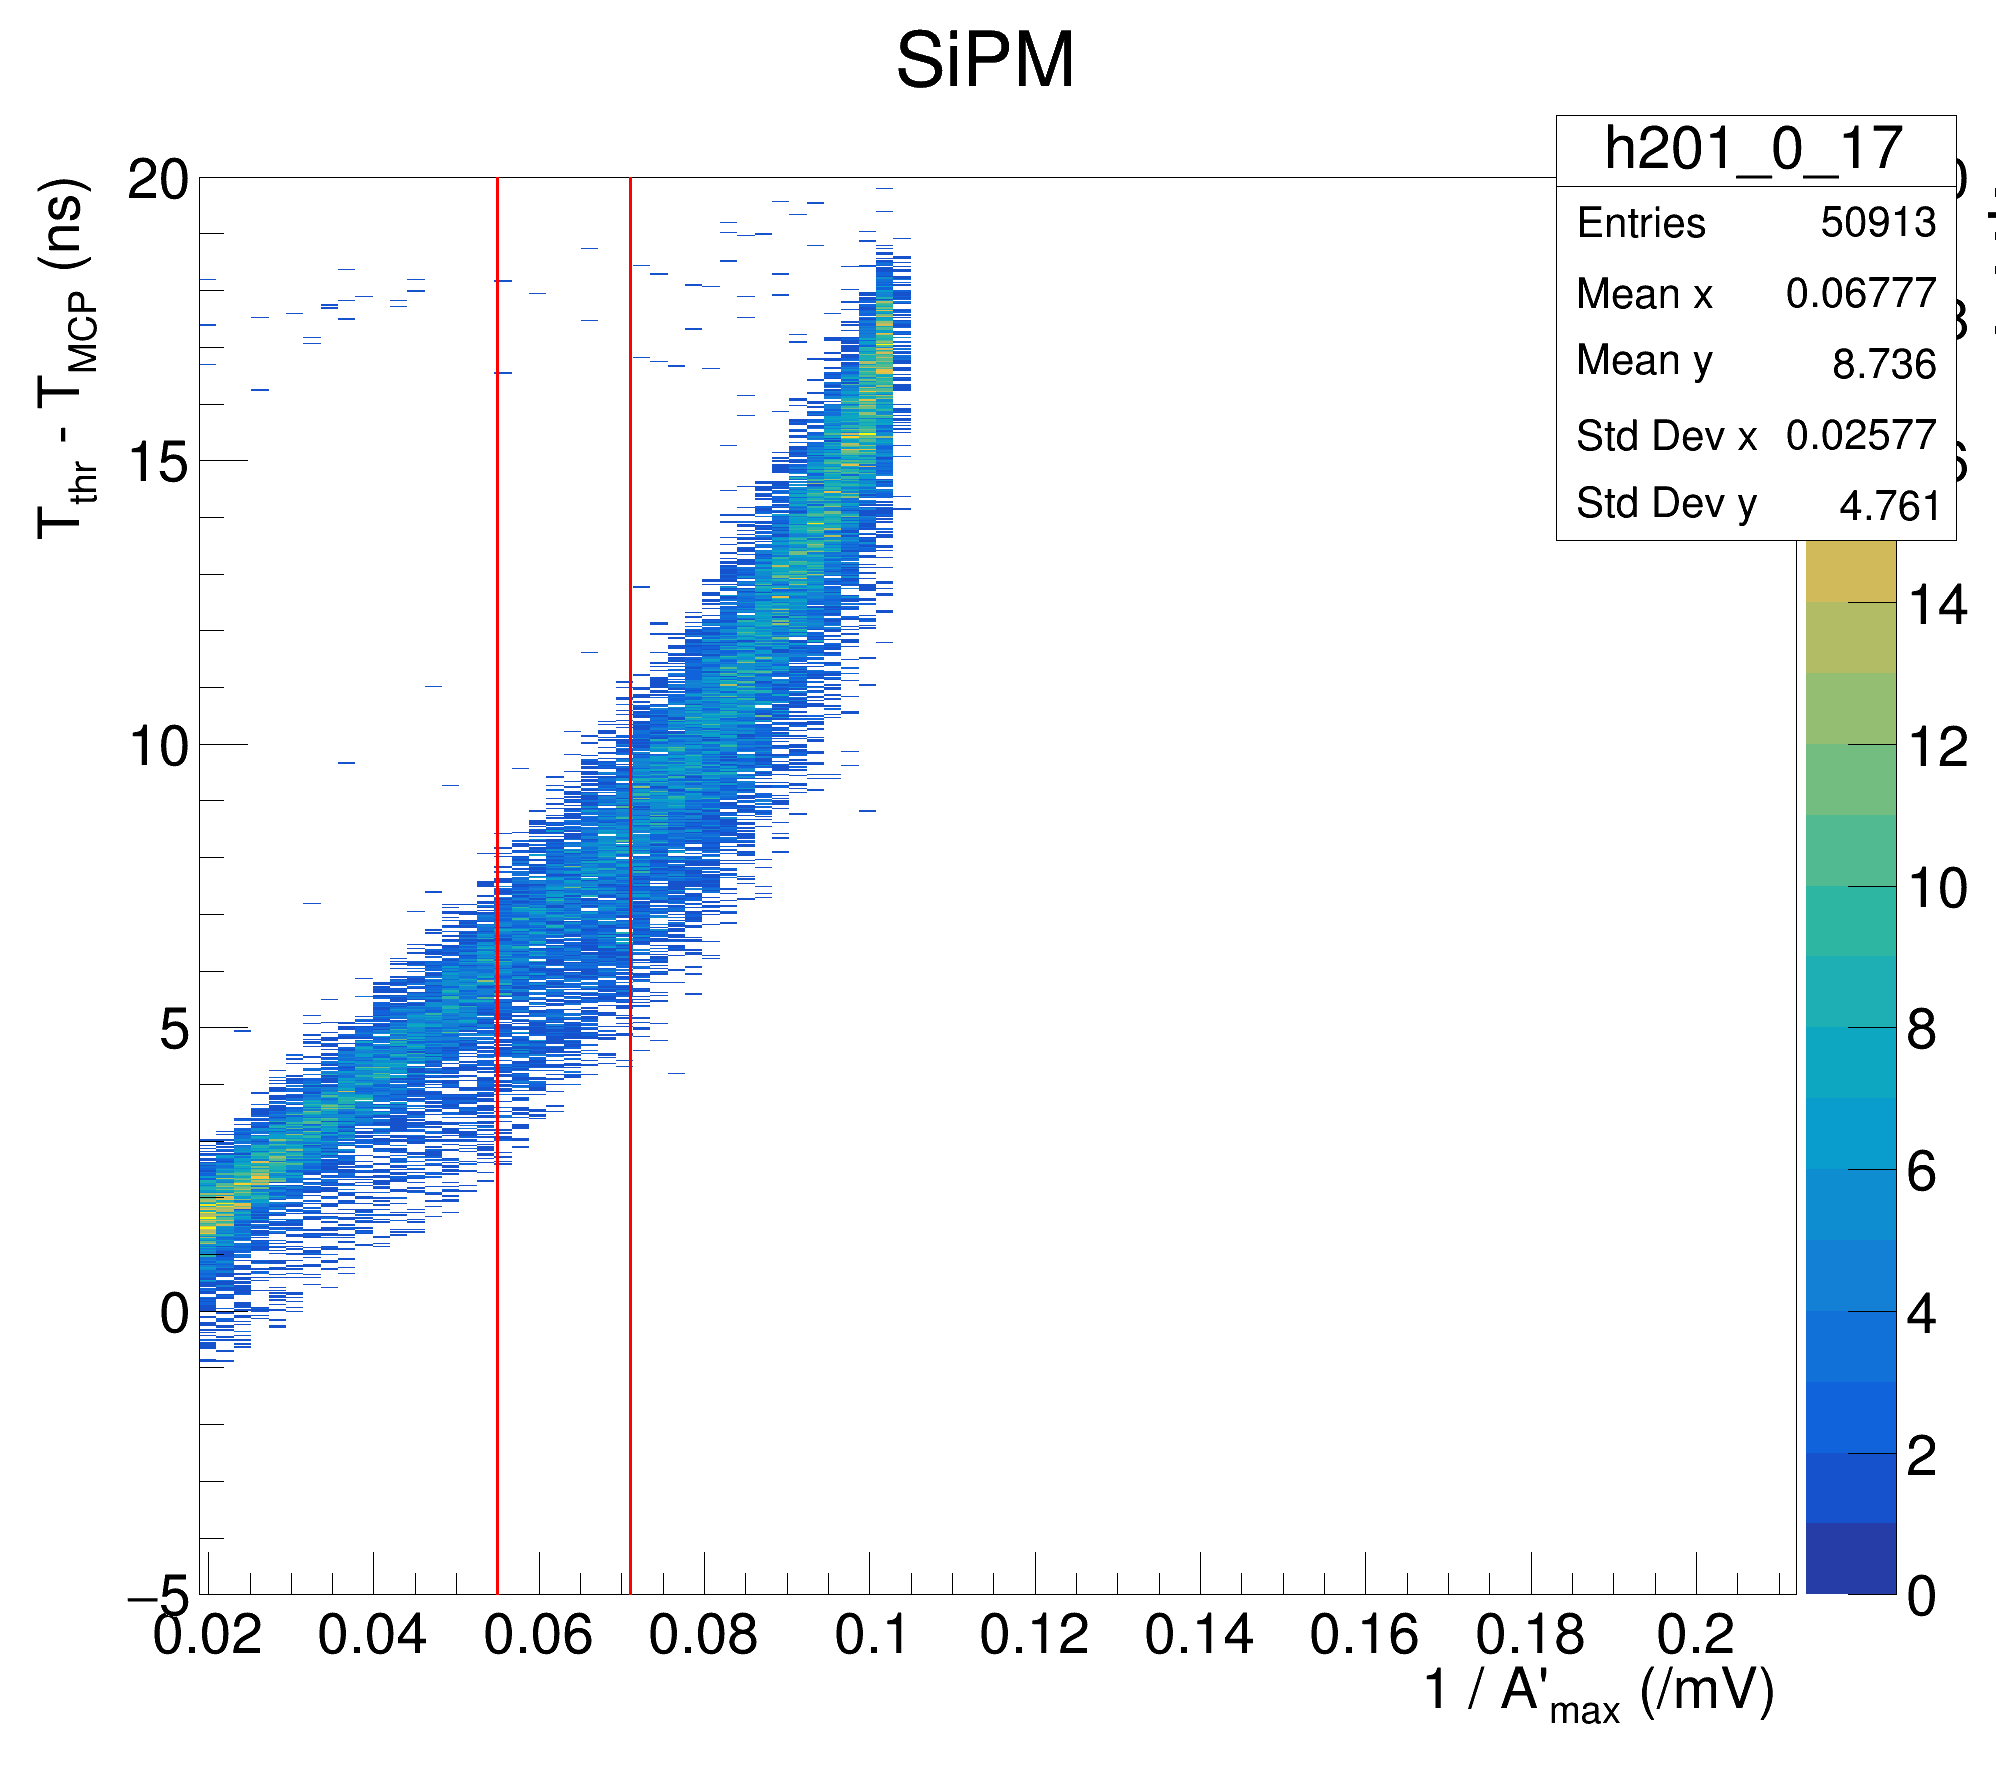 SiPM
h201_0_17
Entries 50913
Mean x 0.06777
Mean y 8.736
Std Dev x 0.02577
Std Dev y 4.761
T_thr - T_MCP (ns)
20
15
10
5
0
−5
0.02 0.04 0.06 0.08 0.1 0.12 0.14 0.16 0.18 0.2
1 / A'_max (/mV)
14
12
10
8
6
4
2
0